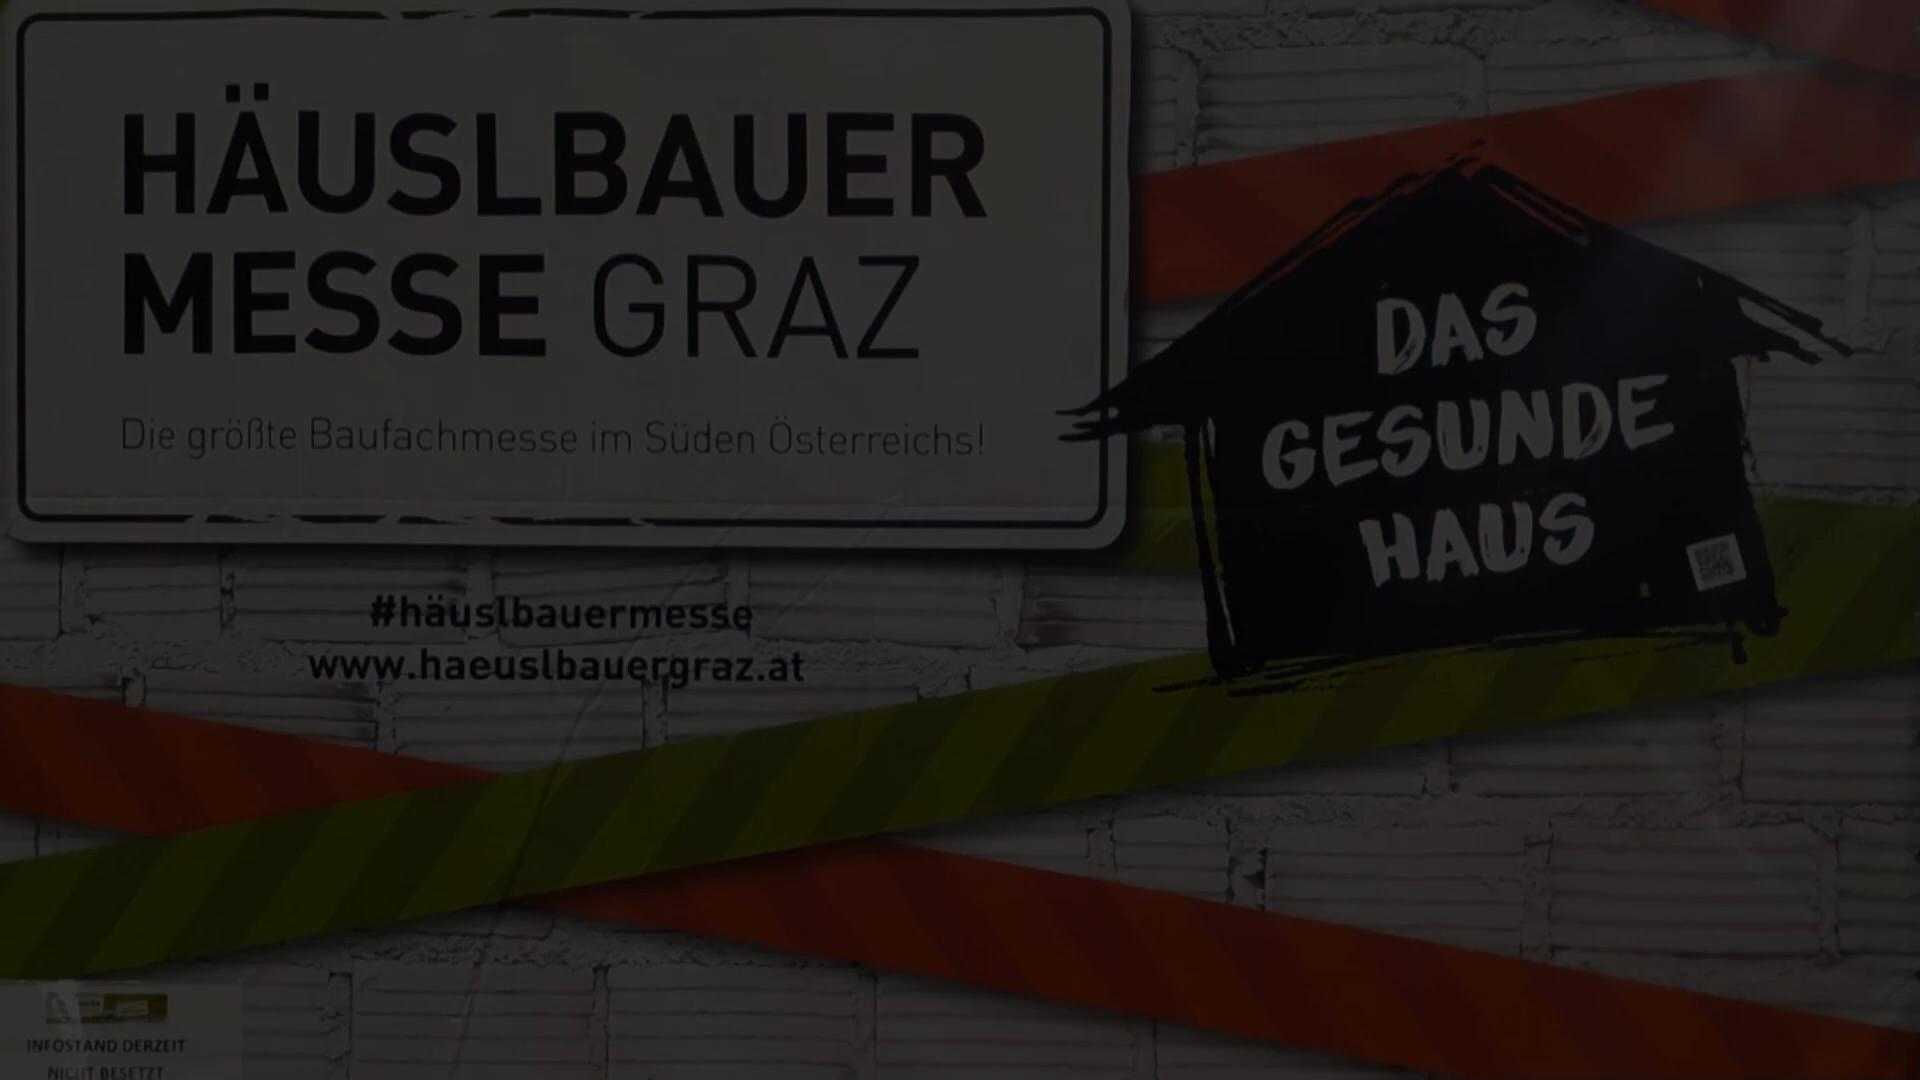 HÄUSLBAUER
MESSE GRAZ
Die größte Baufachmesse im Süden Österreichs!
#häuslbauermesse
www.haeuslbauergraz.at
DAS
GESUNDE
HAUS
INFOSTAND DERZEIT
NICHT BESETZT